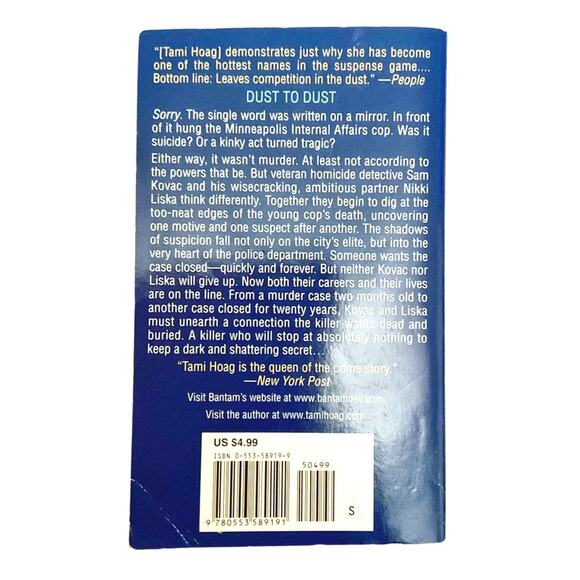 “[Tami Hoag] demonstrates just why she has become
one of the hottest names in the suspense game....
Bottom line: Leaves competition in the dust.” —People
DUST TO DUST
Sorry. The single word was written on a mirror. In front
of it hung the Minneapolis Internal Affairs cop. Was it
suicide? Or a kinky act turned tragic?
Either way, it wasn't murder. At least not according to
the powers that be. But veteran homicide detective Sam
Kovac and his wisecracking, ambitious partner Nikki
Liska think differently. Together they begin to dig at the
too-neat edges of the young cop's death, uncovering
one motive and one suspect after another. The shadows
of suspicion fall not only on the city's elite, but into the
very heart of the police department. Someone wants the
case closed—quickly and forever. But neither Kovac nor
Liska will give up. Now both their careers and their lives
are on the line. From a murder case two months old to
another case closed for twenty years, Kovac and Liska
must unearth a connection the killer wants dead and
buried. A killer who will stop at absolutely nothing to
keep a dark and shattering secret...
“Tami Hoag is the queen of the crime story.”
—New York Post
Visit Bantam's website at www.bantamdell.com.
Visit the author at www.tamihoag.com.
US $4.99
ISBN 0-553-58919-9
50499
9 780553 589191
S